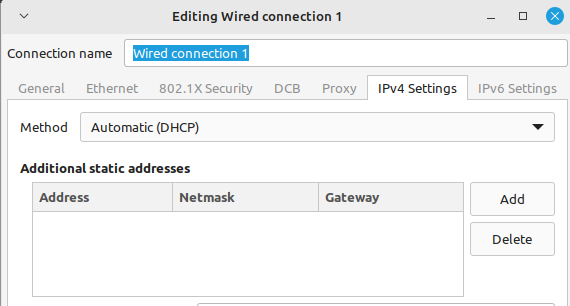 Editing Wired connection 1
Connection name Wired connection 1
General Ethernet 802.1X Security DCB Proxy IPv4 Settings IPv6 Settings
Method Automatic (DHCP)
Additional static addresses
Address Netmask Gateway Add
Delete